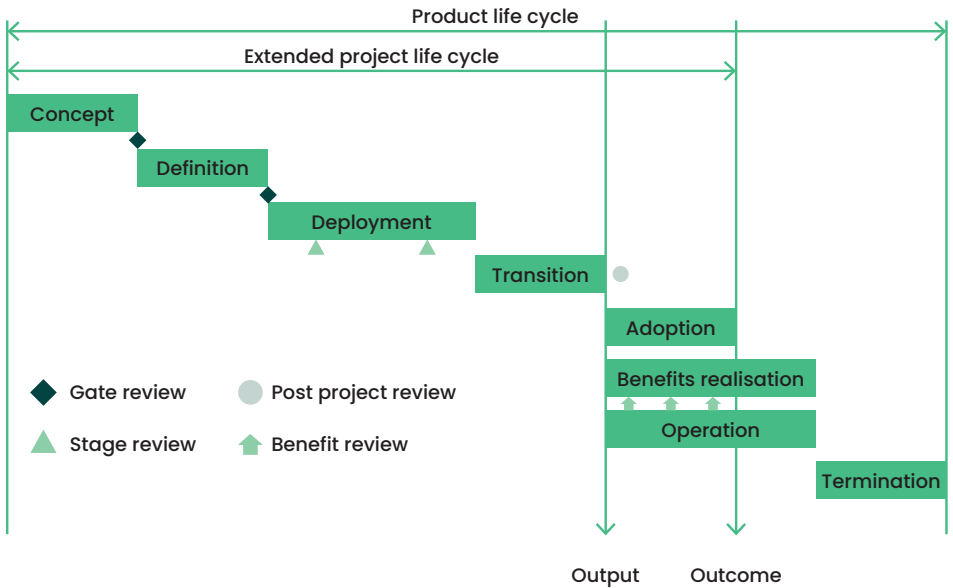 Product life cycle
Extended project life cycle
Concept
Definition
Deployment
Transition
Adoption
Benefits realisation
Operation
Termination
Gate review
Post project review
Stage review
Benefit review
Output
Outcome